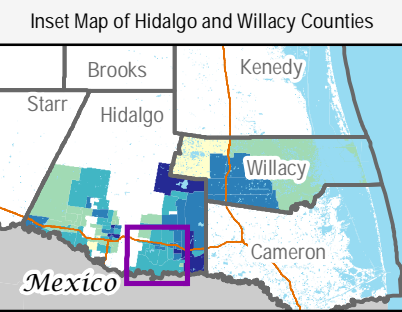 Inset Map of Hidalgo and Willacy Counties
Brooks
Kenedy
Starr
Hidalgo
Willacy
Cameron
Mexico